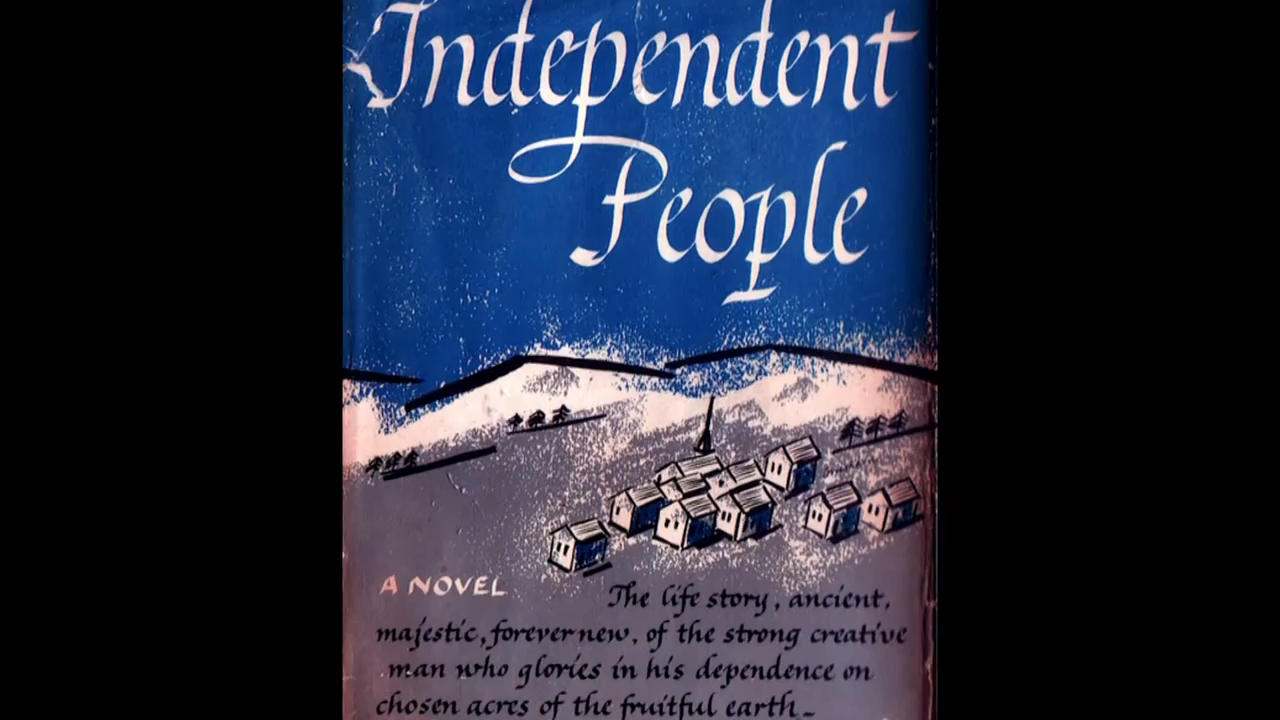 Independent
People
A NOVEL
The life story, ancient,
majestic, forever new, of the strong creative
man who glories in his dependence on
chosen acres of the fruitful earth–